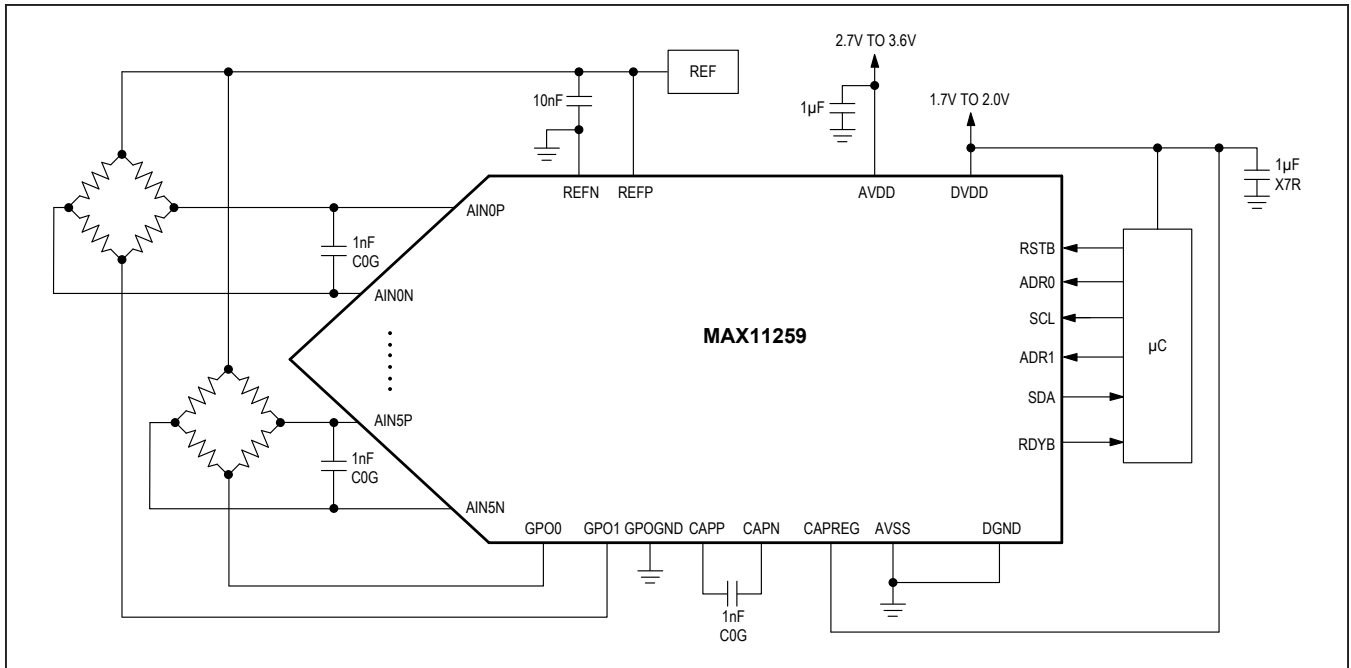 2.7V TO 3.6V
REF
10nF
1µF
1.7V TO 2.0V
1µF
X7R
REFN
REFP
AVDD
DVDD
AIN0P
1nF
C0G
AIN0N
RSTB
ADR0
SCL
ADR1
SDA
RDYB
µC
MAX11259
AIN5P
1nF
C0G
AIN5N
GPO0
GPO1
GPOGND
CAPP
CAPN
CAPREG
AVSS
DGND
1nF
C0G